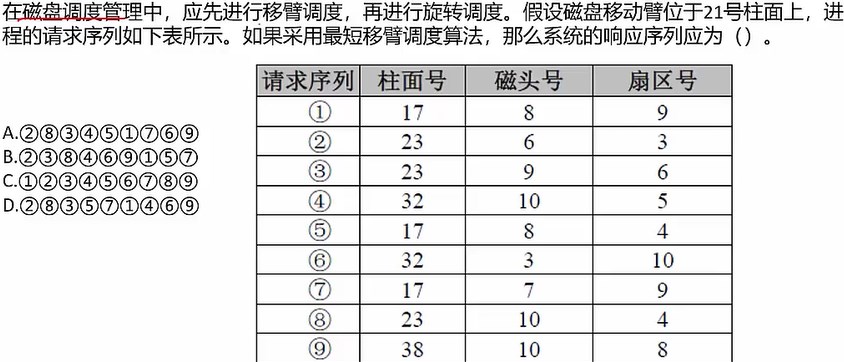 在磁盘调度管理中，应先进行移臂调度，再进行旋转调度。假设磁盘移动臂位于21号柱面上，进
程的请求序列如下表所示。如果采用最短移臂调度算法，那么系统的响应序列应为（）。
A.②⑧③④⑤①⑦⑥⑨
B.②③⑧④⑥⑨①⑤⑦
C.①②③④⑤⑥⑦⑧⑨
D.②⑧③⑤⑦①④⑥⑨
请求序列 柱面号 磁头号 扇区号
① 17 8 9
② 23 6 3
③ 23 9 6
④ 32 10 5
⑤ 17 8 4
⑥ 32 3 10
⑦ 17 7 9
⑧ 23 10 4
⑨ 38 10 8